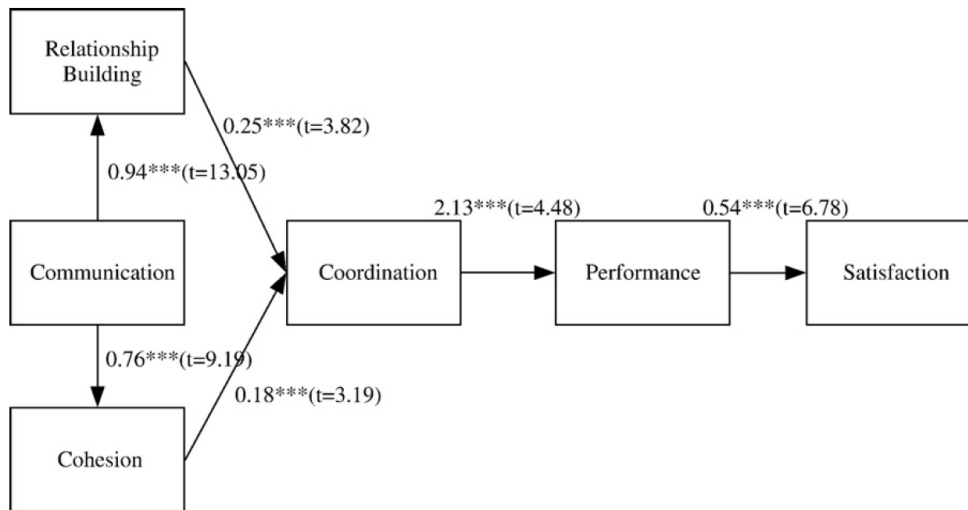 Relationship
Building
0.25***(t=3.82)
0.94***(t=13.05)
2.13***(t=4.48)
0.54***(t=6.78)
Communication
Coordination
Performance
Satisfaction
0.76***(t=9.19)
0.18***(t=3.19)
Cohesion